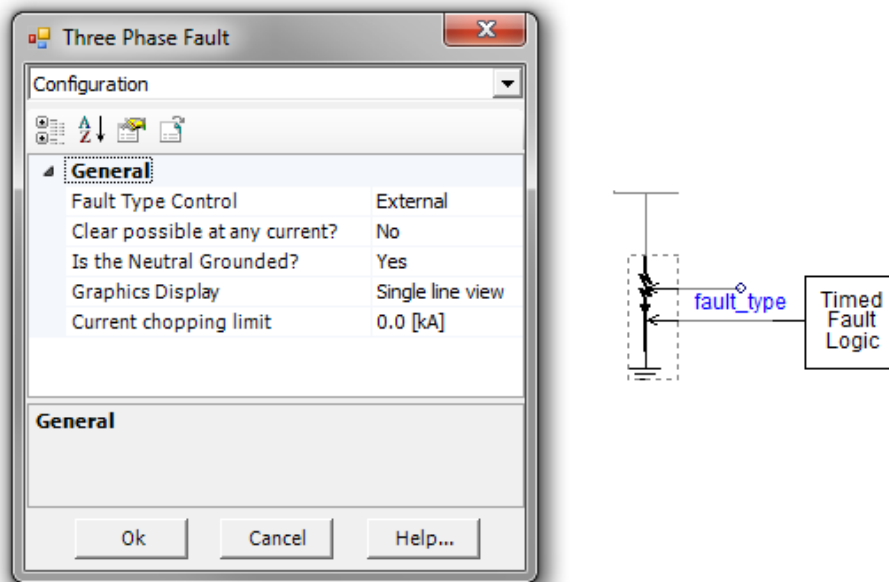 Three Phase Fault
Configuration
General
Fault Type Control External
Clear possible at any current? No
Is the Neutral Grounded? Yes
Graphics Display Single line view
Current chopping limit 0.0 [kA]
General
Ok Cancel Help...
fault_type
Timed
Fault
Logic